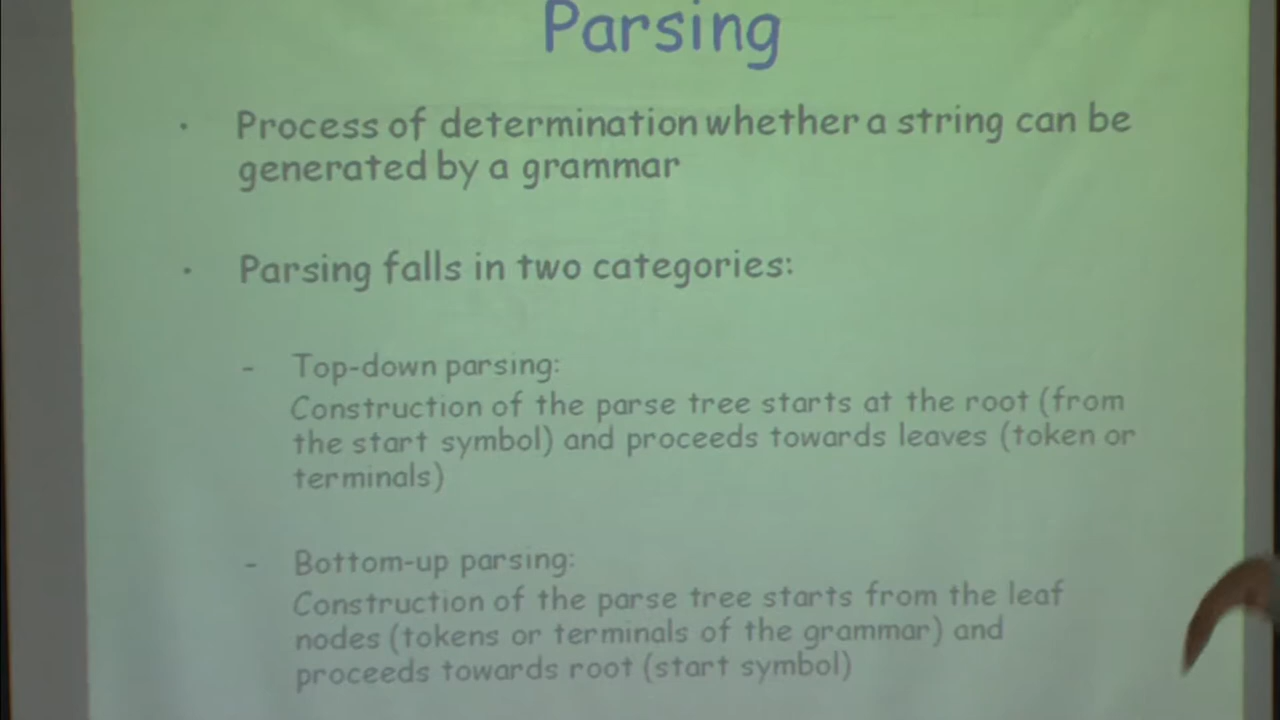 Parsing
• Process of determination whether a string can be
generated by a grammar
• Parsing falls in two categories:
- Top-down parsing:
Construction of the parse tree starts at the root (from
the start symbol) and proceeds towards leaves (token or
terminals)
- Bottom-up parsing:
Construction of the parse tree starts from the leaf
nodes (tokens or terminals of the grammar) and
proceeds towards root (start symbol)